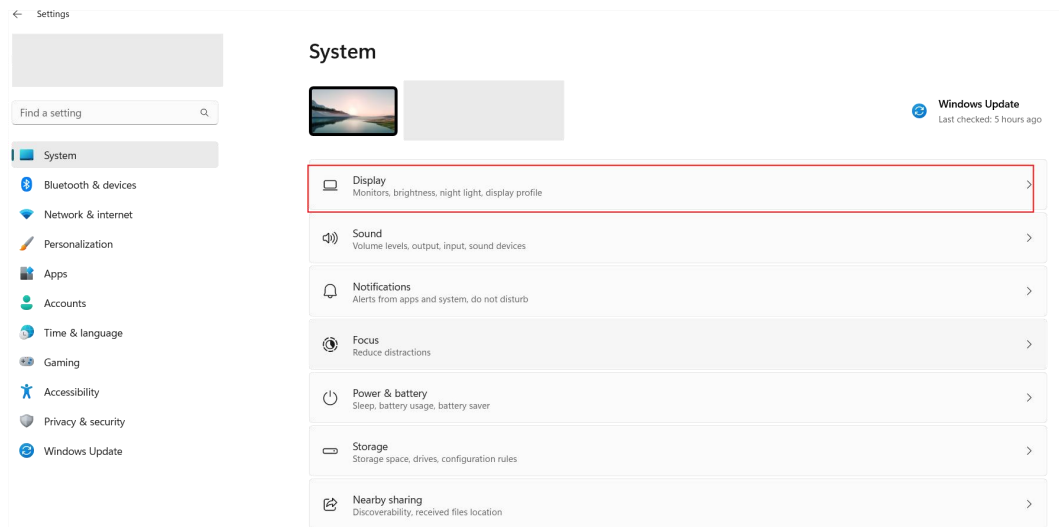 Settings
Find a setting
System
Bluetooth & devices
Network & internet
Personalization
Apps
Accounts
Time & language
Gaming
Accessibility
Privacy & security
Windows Update
System
Windows Update
Last checked: 5 hours ago
Display
Monitors, brightness, night light, display profile
Sound
Volume levels, output, input, sound devices
Notifications
Alerts from apps and system, do not disturb
Focus
Reduce distractions
Power & battery
Sleep, battery usage, battery saver
Storage
Storage space, drives, configuration rules
Nearby sharing
Discoverability, received files location